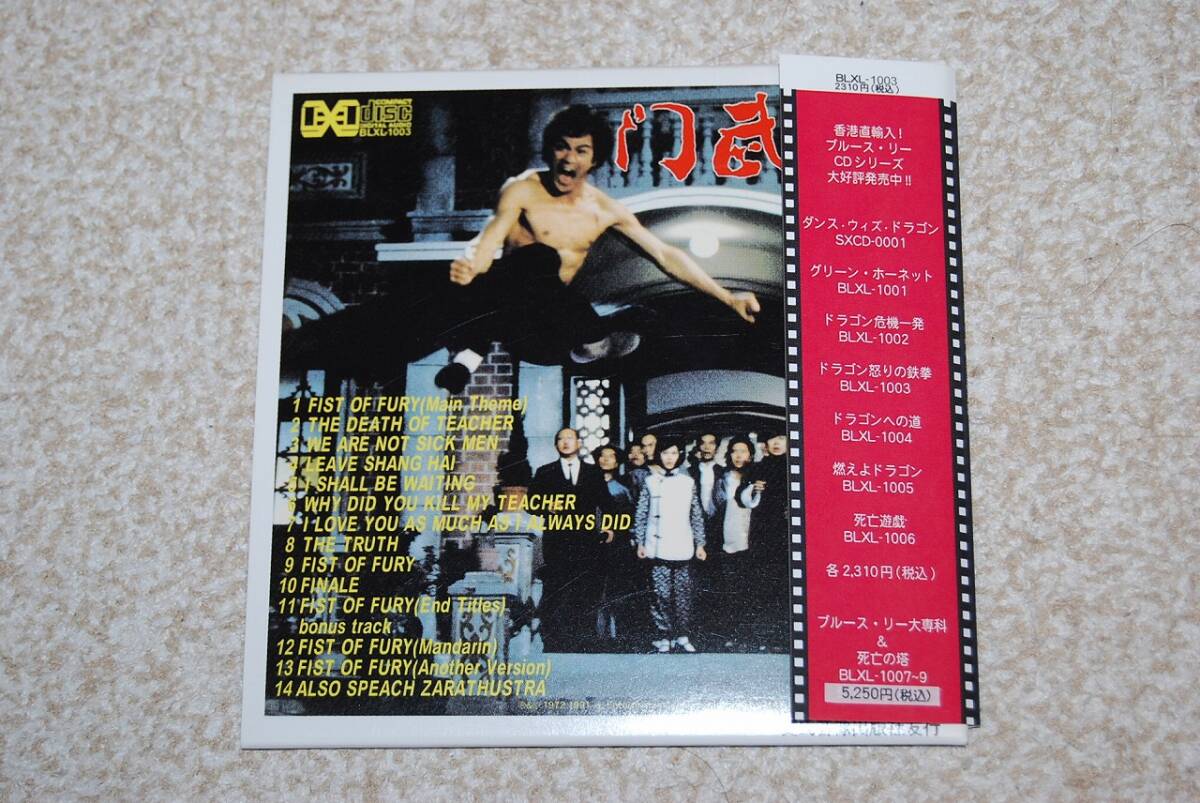 COMPACT
disc
DIGITAL AUDIO
BLXL1003
门武
1 FIST OF FURY(Main Theme)
2 THE DEATH OF TEACHER
3 WE ARE NOT SICK MEN
4 LEAVE SHANG HAI
5 I SHALL BE WAITING
6 WHY DID YOU KILL MY TEACHER
7 I LOVE YOU AS MUCH AS I ALWAYS DID
8 THE TRUTH
9 FIST OF FURY
10 FINALE
11 FIST OF FURY(End Titles)
bonus track
12 FIST OF FURY(Mandarin)
13 FIST OF FURY(Another Version)
14 ALSO SPEACH ZARATHUSTRA
1972,1991
BLXL-1003
2310円(税込)
香港直輸入!
ブルース・リー
CDシリーズ
大好評発売中!!
ダンス・ウィズ・ドラゴン
SXCD-0001
グリーン・ホーネット
BLXL-1001
ドラゴン危機一発
BLXL-1002
ドラゴン怒りの鉄拳
BLXL-1003
ドラゴンへの道
BLXL-1004
燃えよドラゴン
BLXL-1005
死亡遊戯
BLXL-1006
各2,310円(税込)
ブルース・リー大専科
&
死亡の塔
BLXL-1007~9
5,250円(税込)